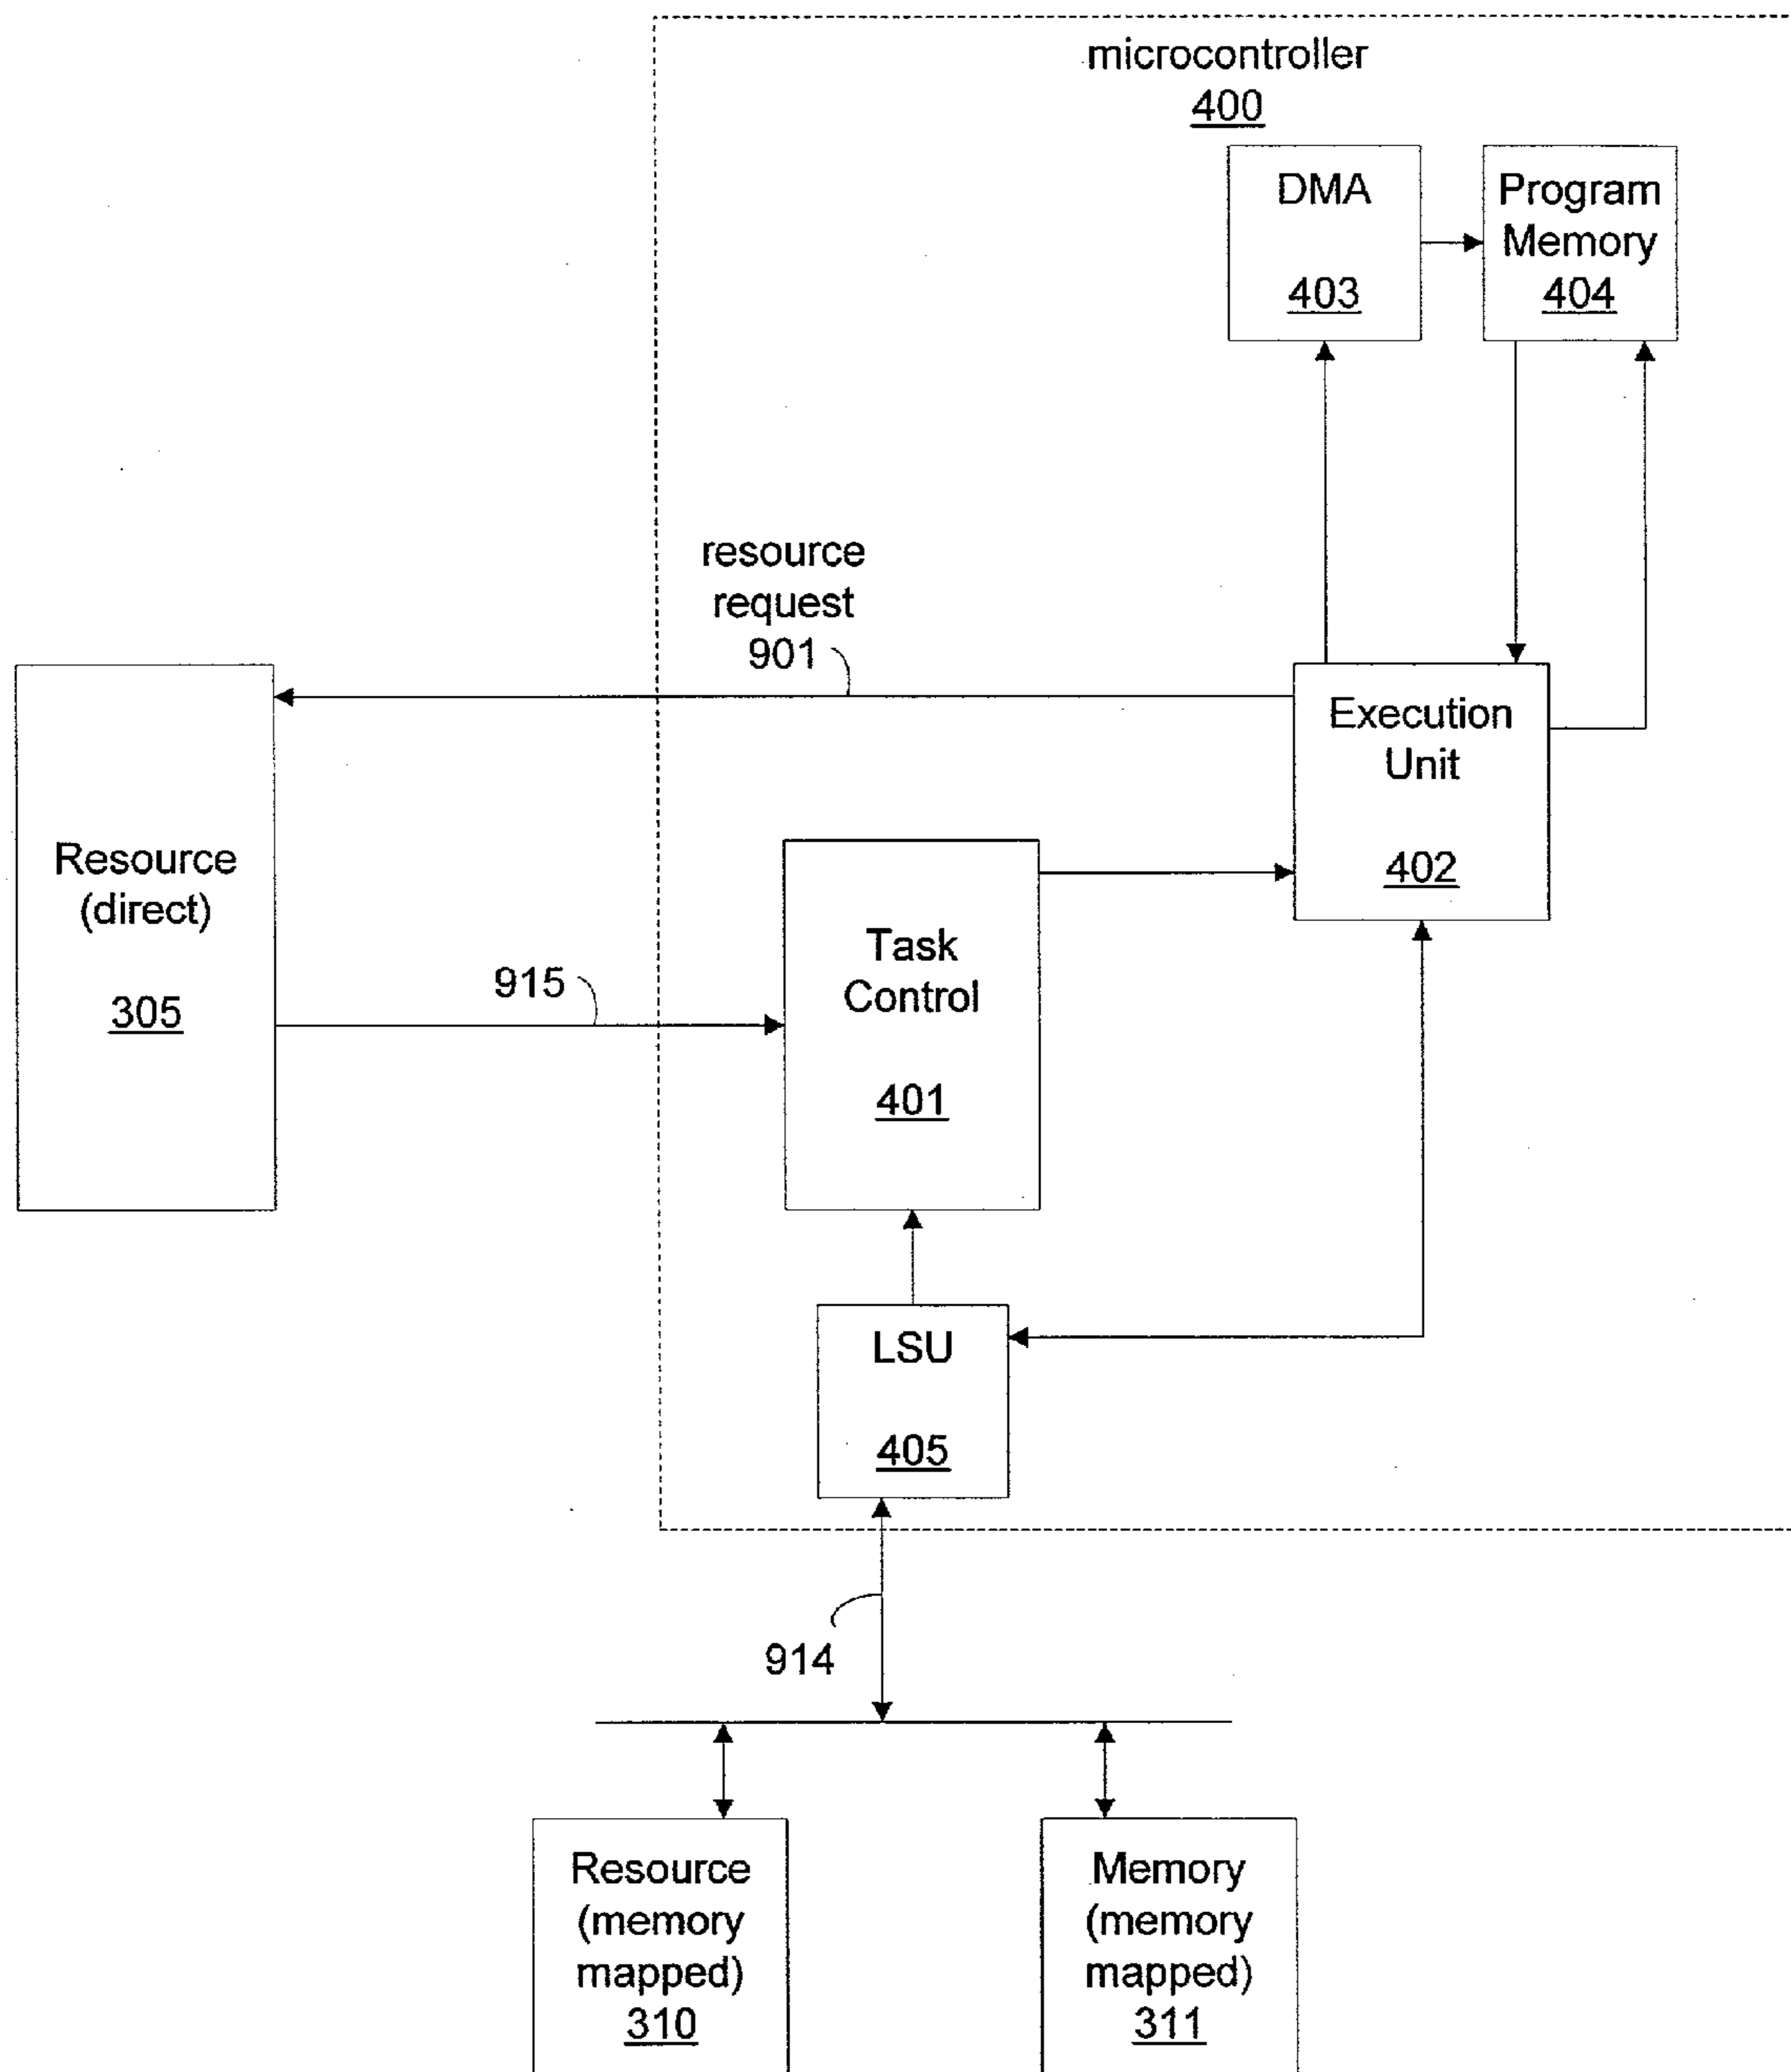 microcontroller
400
DMA
403
Program
Memory
404
resource
request
901
Execution
Unit
402
Resource
(direct)
305
915
Task
Control
401
LSU
405
914
Resource
(memory
mapped)
310
Memory
(memory
mapped)
311